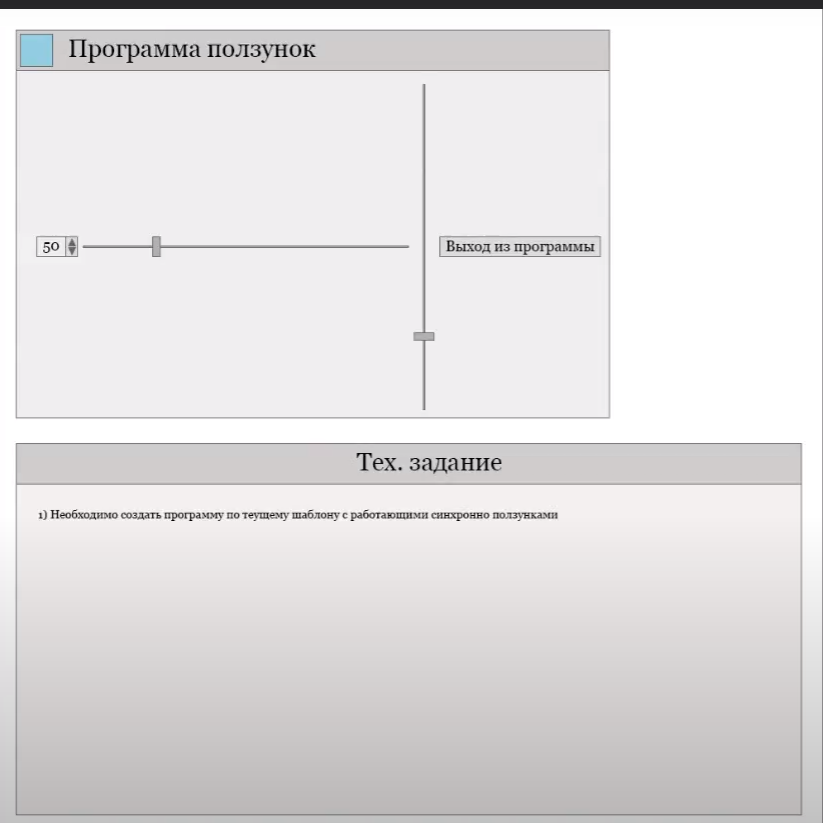 Программа ползунок
50
Выход из программы
Тех. задание
1) Необходимо создать программу по теущему шаблону с работающими синхронно ползунками